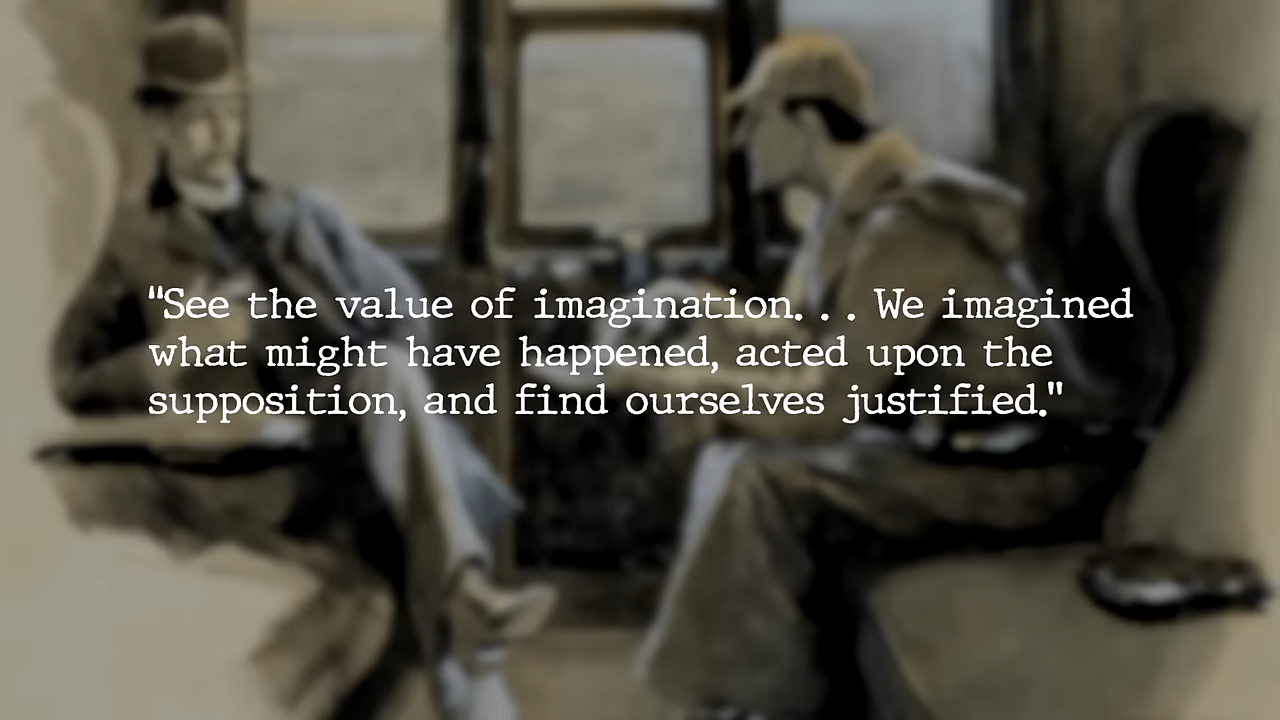 "See the value of imagination. . . We imagined
what might have happened, acted upon the
supposition, and find ourselves justified."